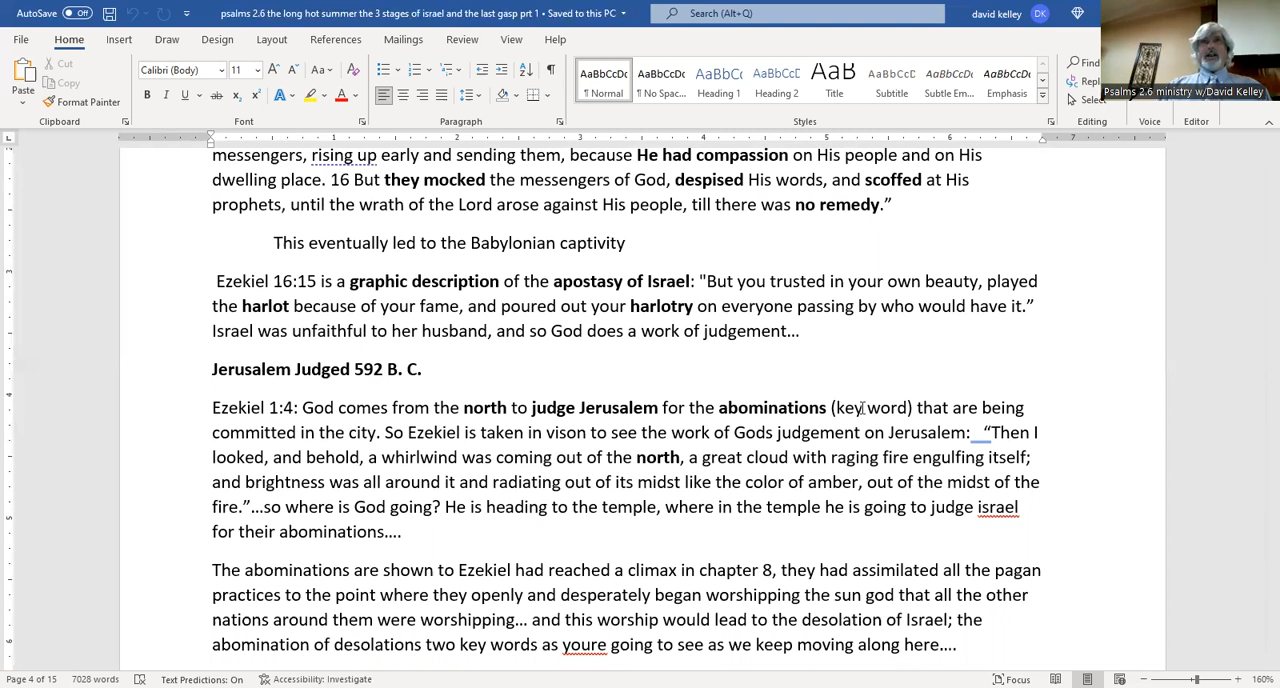 AutoSave Off psalms 2.6 the long hot summer the 3 stages of israel and the last gasp prt 1 • Saved to this PC Search (Alt+Q) david kelley DK
File Home Insert Draw Design Layout References Mailings Review View Help
Paste Cut Copy Format Painter Calibri (Body) 11 AaBbCcDc ¶ Normal AaBbCcDc ¶ No Spac... AaBbCc Heading 1 AaBbCcD Heading 2 AaB Title AaBbCcD Subtitle AaBbCcDc Subtle Em... AaBbCcDc Emphasis Find Repl Select
Psalms 2.6 ministry w/David Kelley
Clipboard Font Paragraph Styles Editing Voice Editor
1 2 3 4 5 6 7
messengers, rising up early and sending them, because He had compassion on His people and on His
dwelling place. 16 But they mocked the messengers of God, despised His words, and scoffed at His
prophets, until the wrath of the Lord arose against His people, till there was no remedy.”
This eventually led to the Babylonian captivity
Ezekiel 16:15 is a graphic description of the apostasy of Israel: "But you trusted in your own beauty, played
the harlot because of your fame, and poured out your harlotry on everyone passing by who would have it.”
Israel was unfaithful to her husband, and so God does a work of judgement…
Jerusalem Judged 592 B. C.
Ezekiel 1:4: God comes from the north to judge Jerusalem for the abominations (key word) that are being
committed in the city. So Ezekiel is taken in vison to see the work of Gods judgement on Jerusalem: “Then I
looked, and behold, a whirlwind was coming out of the north, a great cloud with raging fire engulfing itself;
and brightness was all around it and radiating out of its midst like the color of amber, out of the midst of the
fire.”…so where is God going? He is heading to the temple, where in the temple he is going to judge israel
for their abominations….
The abominations are shown to Ezekiel had reached a climax in chapter 8, they had assimilated all the pagan
practices to the point where they openly and desperately began worshipping the sun god that all the other
nations around them were worshipping… and this worship would lead to the desolation of Israel; the
abomination of desolations two key words as youre going to see as we keep moving along here….
Page 4 of 15 7028 words Text Predictions: On Accessibility: Investigate Focus 160%